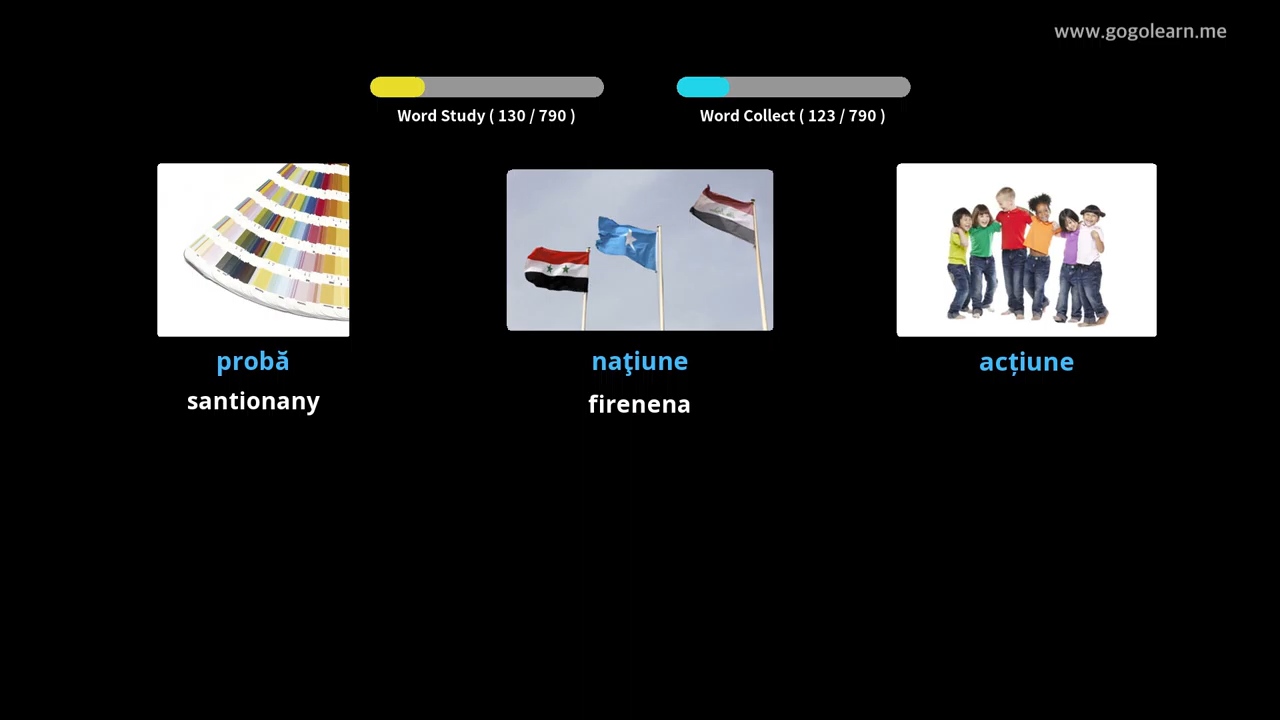 www.gogolearn.me
Word Study ( 130 / 790 )
Word Collect ( 123 / 790 )
probă
naţiune
acțiune
santionany
firenena